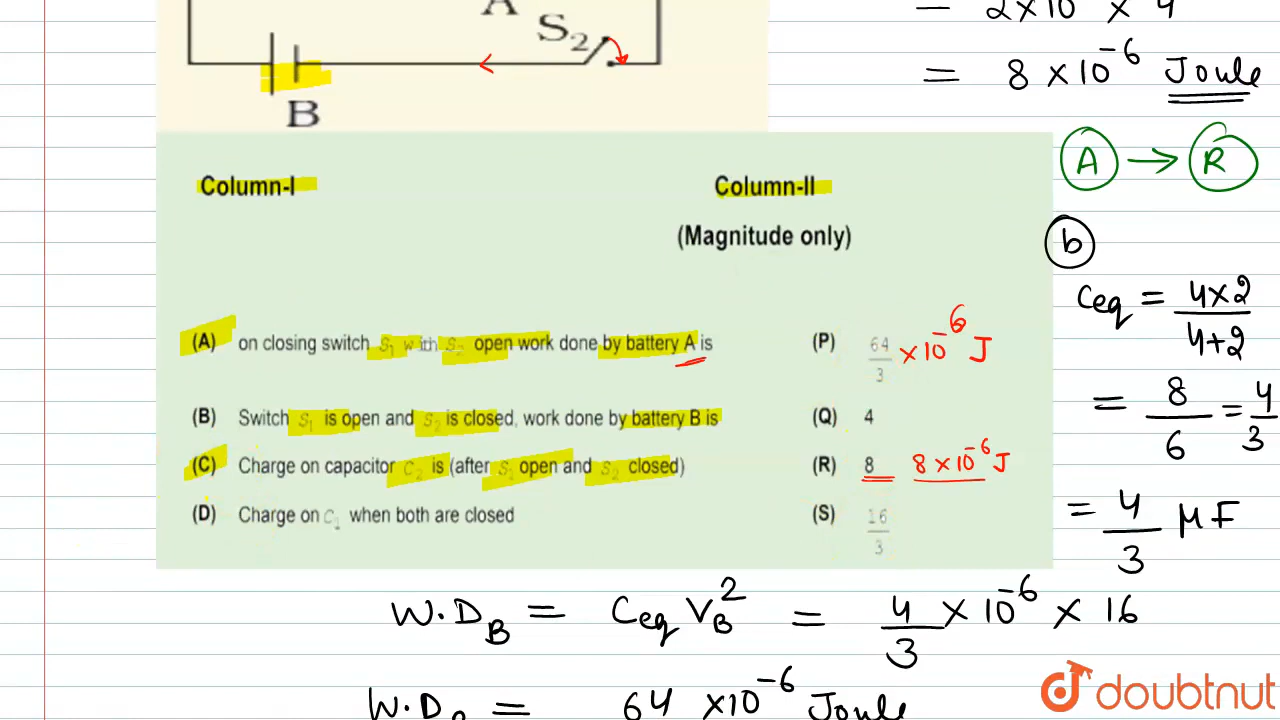 A
S₂
B
= 2×10 × 4
= 8 ×10⁻⁶ Joule
A → R
Column-I
Column-II
(Magnitude only)
(A) on closing switch S₁ with S₂ open work done by battery A is
(P) 64/3 ×10⁻⁶ J
(B) Switch S₁ is open and S₂ is closed, work done by battery B is
(Q) 4
(C) Charge on capacitor C₂ is (after S₁ open and S₂ closed)
(R) 8 8×10⁻⁶ J
(D) Charge on C₁ when both are closed
(S) 16/3
b
Ceq = 4×2/4+2
= 8/6 = 4/3
= 4/3 μF
W.D_B = Ceq V_B² = 4/3 ×10⁻⁶ × 16
W.D = 64 ×10⁻⁶ Joule
doubtnut